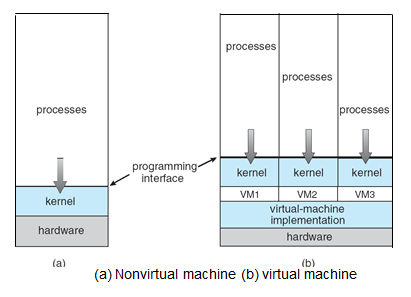 processes
kernel
hardware
(a)
programming
interface
processes
processes
processes
kernel
kernel
kernel
VM1
VM2
VM3
virtual-machine
implementation
hardware
(b)
(a) Nonvirtual machine (b) virtual machine